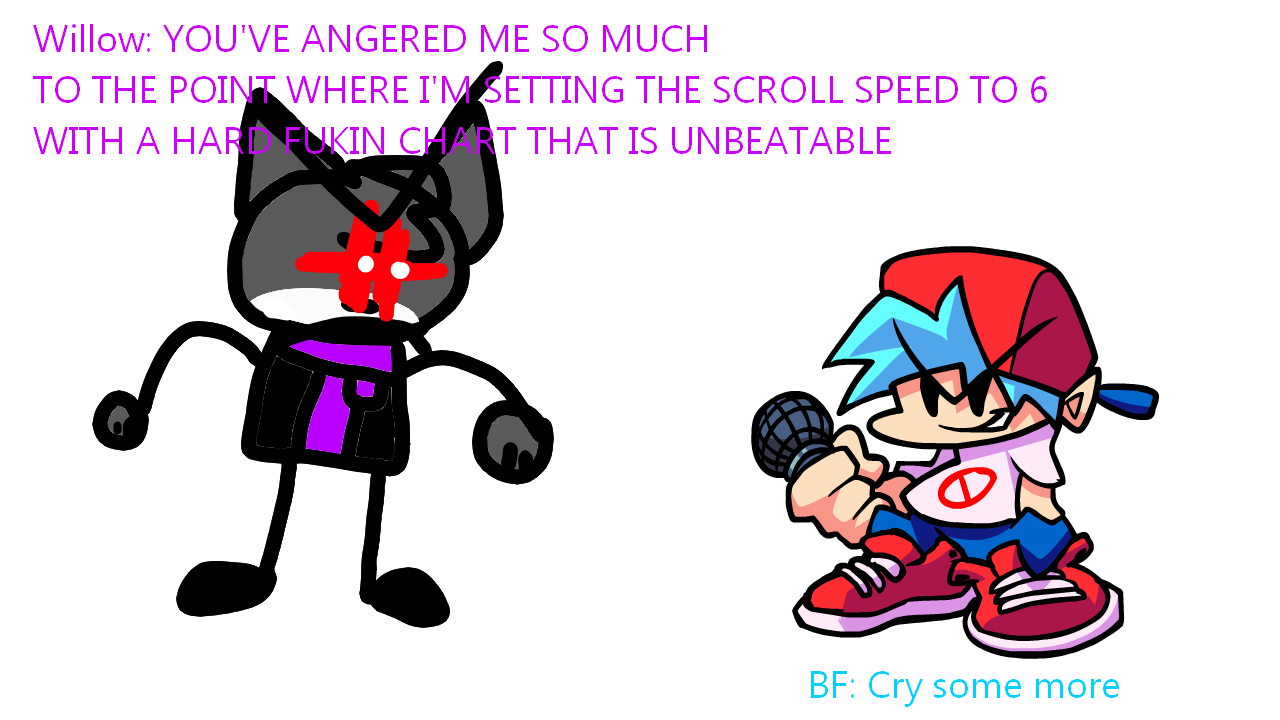 Willow: YOU'VE ANGERED ME SO MUCH
TO THE POINT WHERE I'M SETTING THE SCROLL SPEED TO 6
WITH A HARD FUKIN CHART THAT IS UNBEATABLE
BF: Cry some more